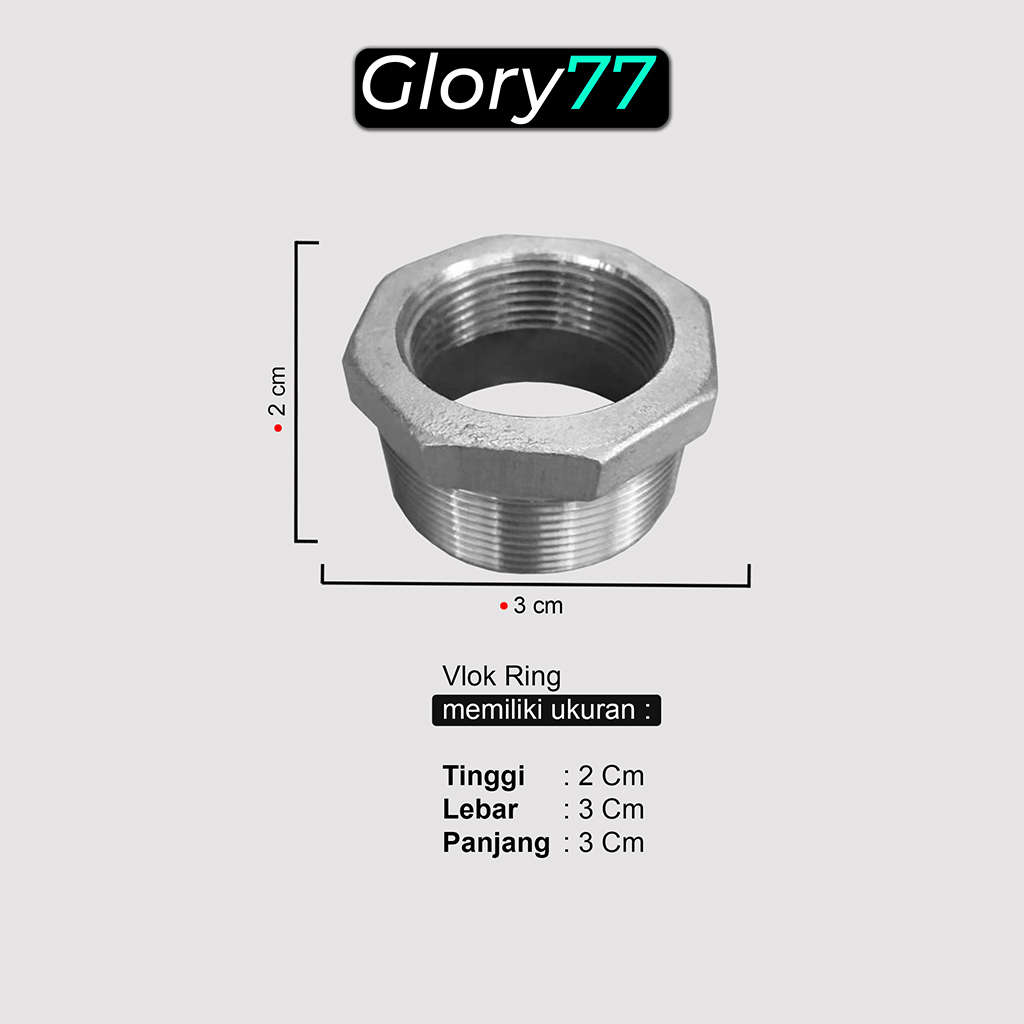 Glory77
2 cm
3 cm
Vlok Ring
memiliki ukuran :
Tinggi : 2 Cm
Lebar : 3 Cm
Panjang : 3 Cm